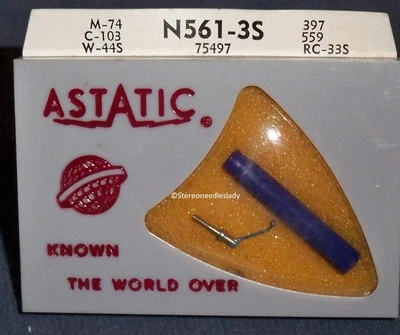 M-74 N561-3S 397
C-103 559
W-44S 75497 RC-33S
ASTATIC®
©Stereoneedleslady
KNOWN
THE WORLD OVER